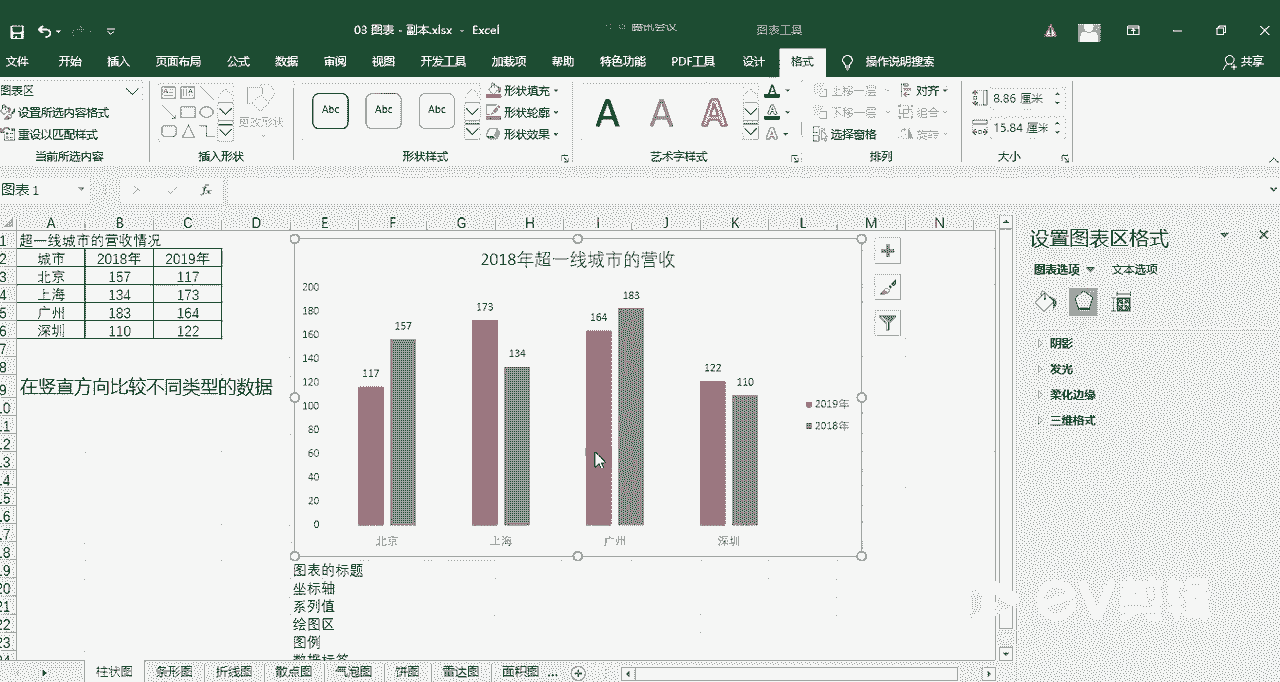 03 图表 - 副本.xlsx - Excel
腾讯会议
图表工具
文件 开始 插入 页面布局 公式 数据 审阅 视图 开发工具 加载项 帮助 特色功能 PDF工具 设计 格式 操作说明搜索 共享
图表区
设置所选内容格式
重设以匹配样式
当前所选内容
更改形状
插入形状
Abc Abc Abc
形状填充
形状轮廓
形状效果
形状样式
A A A
艺术字样式
上移一层 对齐
下移一层 组合
选择窗格 旋转
排列
8.86 厘米
15.84 厘米
大小
图表 1
fx
A B C D E F G H I J K L M N
1 超一线城市的营收情况
2 城市 2018年 2019年
3 北京 157 117
4 上海 134 173
5 广州 183 164
6 深圳 110 122
7
8
9 在竖直方向比较不同类型的数据
2018年超一线城市的营收
200
180
160
140
120
100
80
60
40
20
0
117 157 173 134 164 183 122 110
北京 上海 广州 深圳
2019年
2018年
图表的标题
坐标轴
系列值
绘图区
图例
数据标签
设置图表区格式
图表选项 文本选项
阴影
发光
柔化边缘
三维格式
柱状图 条形图 折线图 散点图 气泡图 饼图 雷达图 面积图 ...